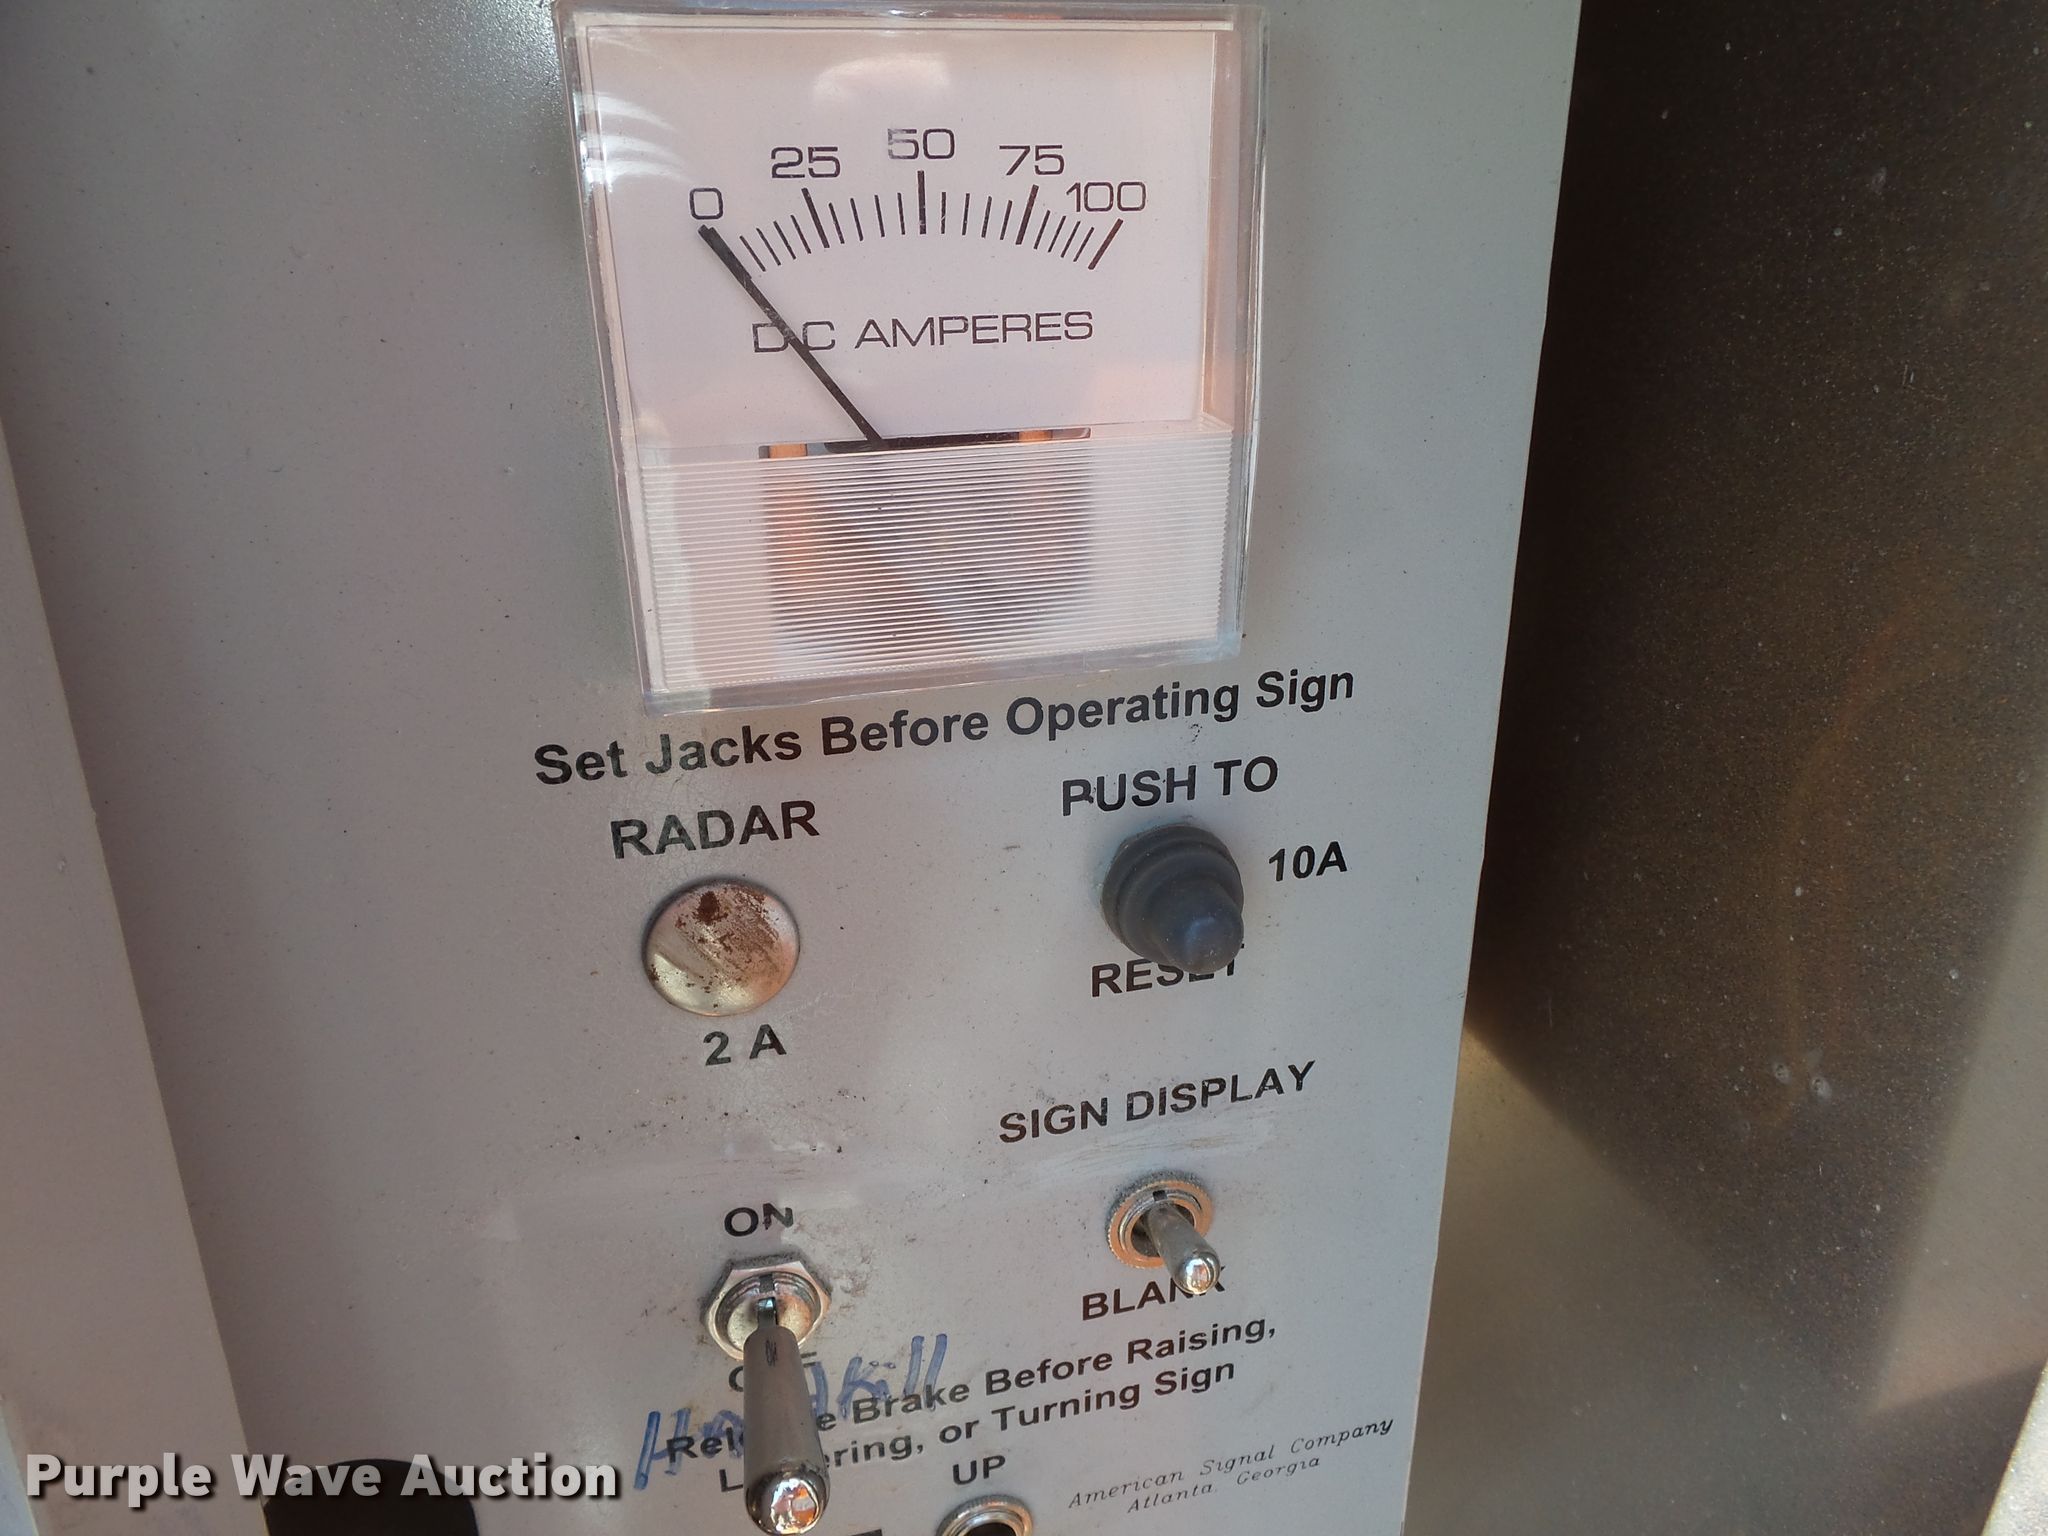 0 25 50 75 100
DC AMPERES
Set Jacks Before Operating Sign
RADAR
PUSH TO
10A
RESET
2 A
SIGN DISPLAY
ON
BLANK
Brake Before Raising,
or Turning Sign
UP
American Signal Company
Atlanta, Georgia
Purple Wave Auction